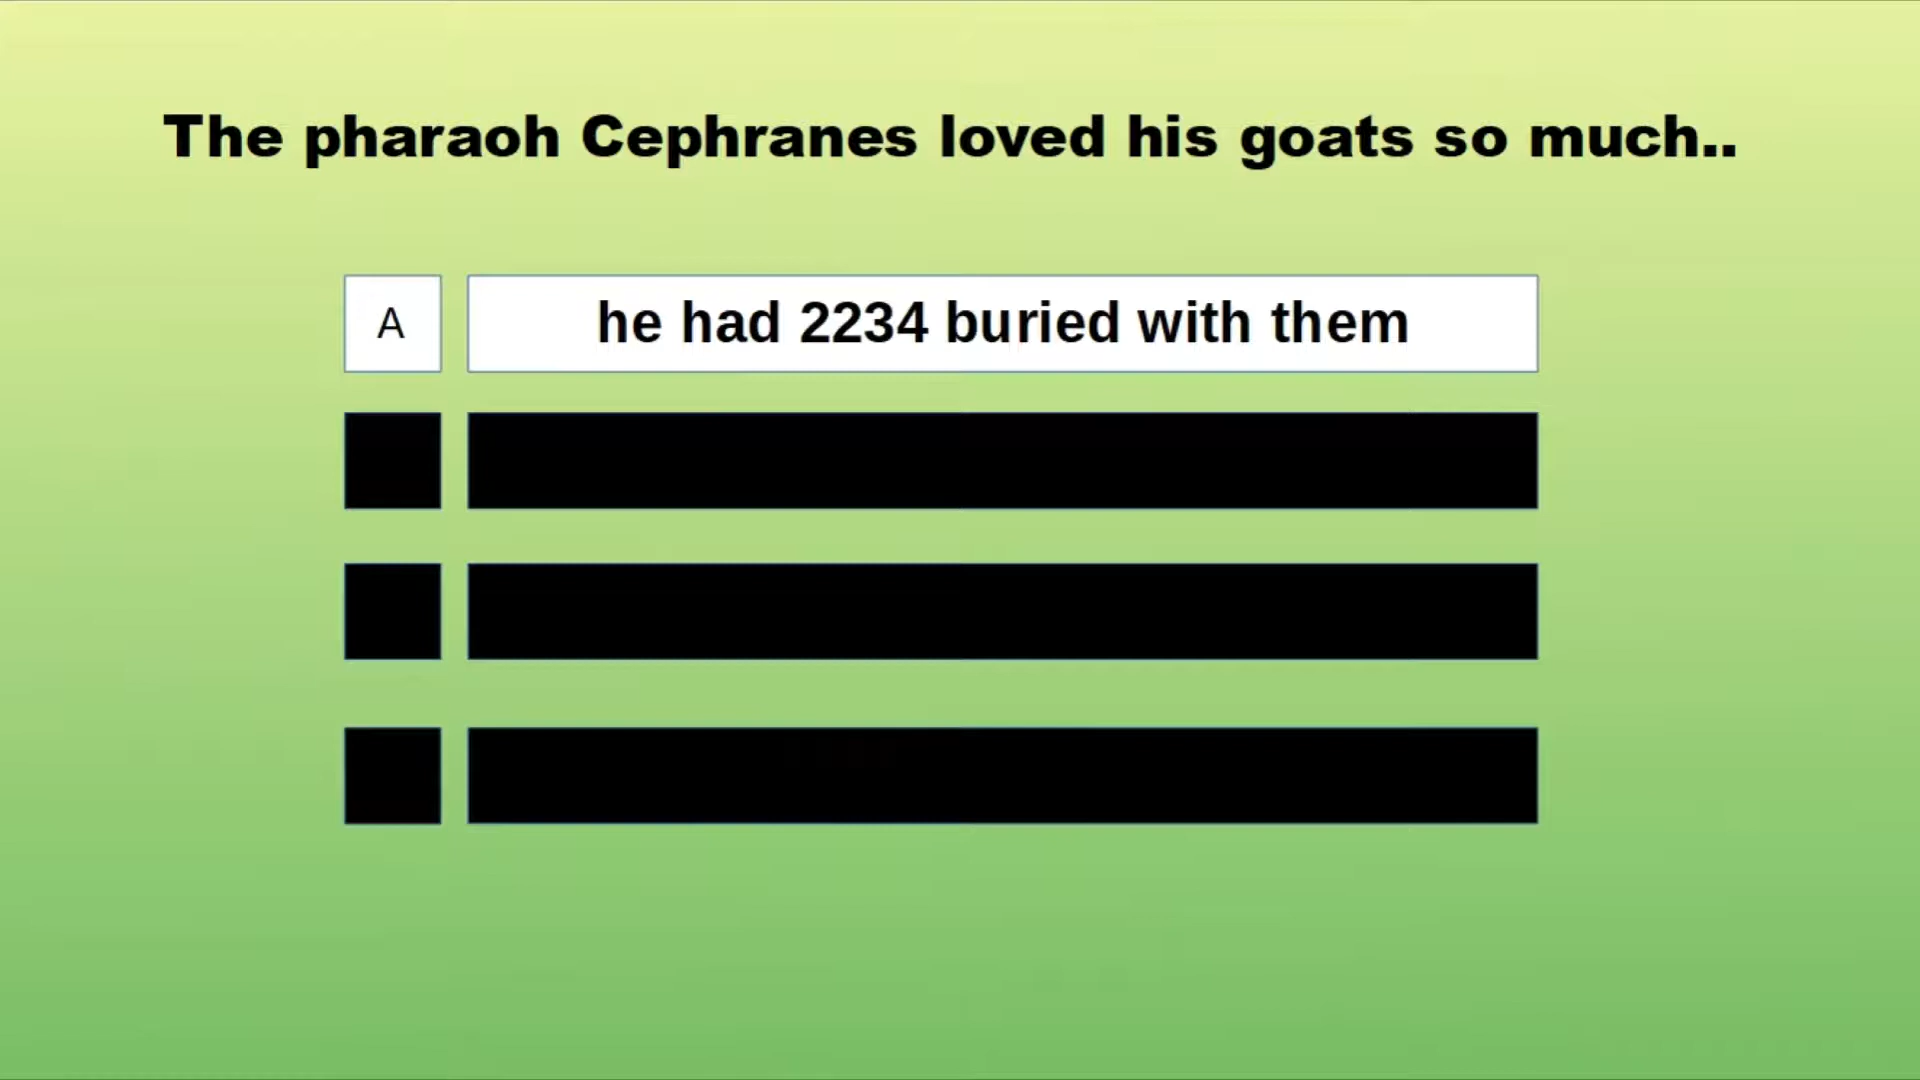 The pharaoh Cephranes loved his goats so much..
A he had 2234 buried with them